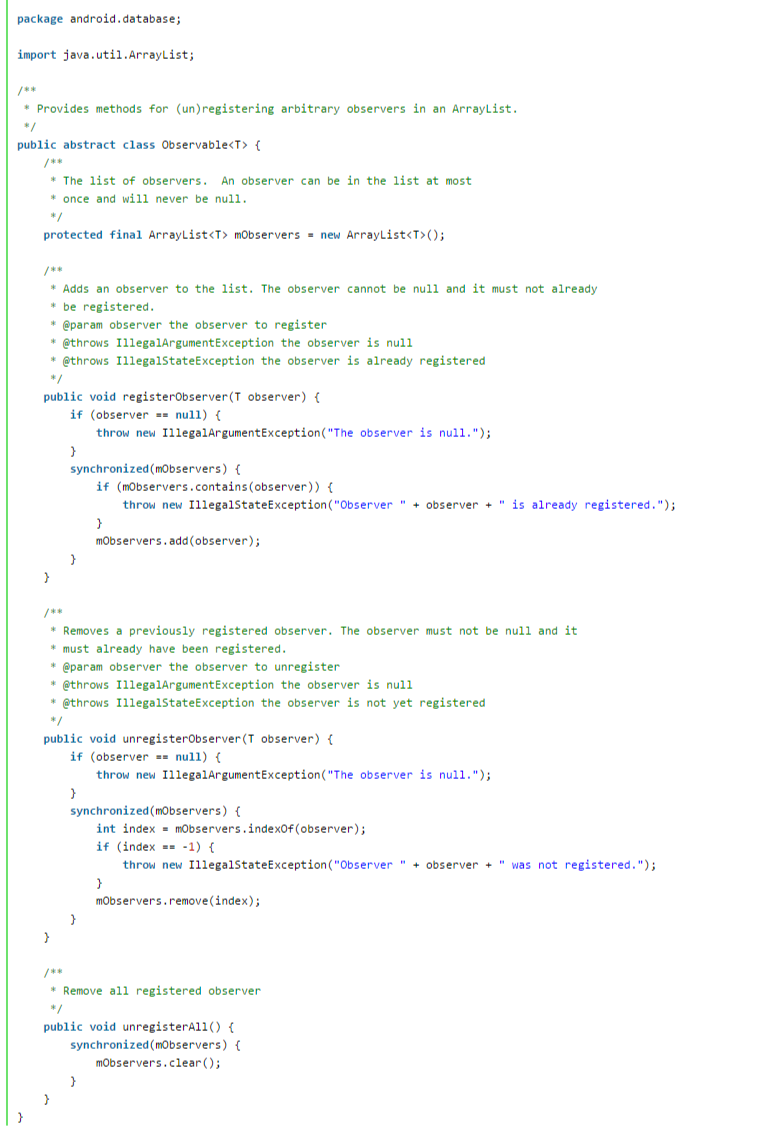 package android.database;
import java.util.ArrayList;
/**
 * Provides methods for (un)registering arbitrary observers in an ArrayList.
 */
public abstract class Observable<T> {
    /**
     * The list of observers.  An observer can be in the list at most
     * once and will never be null.
     */
    protected final ArrayList<T> mObservers = new ArrayList<T>();
    /**
     * Adds an observer to the list. The observer cannot be null and it must not already
     * be registered.
     * @param observer the observer to register
     * @throws IllegalArgumentException the observer is null
     * @throws IllegalStateException the observer is already registered
     */
    public void registerObserver(T observer) {
        if (observer == null) {
            throw new IllegalArgumentException("The observer is null.");
        }
        synchronized(mObservers) {
            if (mObservers.contains(observer)) {
                throw new IllegalStateException("Observer " + observer + " is already registered.");
            }
            mObservers.add(observer);
        }
    }
    /**
     * Removes a previously registered observer. The observer must not be null and it
     * must already have been registered.
     * @param observer the observer to unregister
     * @throws IllegalArgumentException the observer is null
     * @throws IllegalStateException the observer is not yet registered
     */
    public void unregisterObserver(T observer) {
        if (observer == null) {
            throw new IllegalArgumentException("The observer is null.");
        }
        synchronized(mObservers) {
            int index = mObservers.indexOf(observer);
            if (index == -1) {
                throw new IllegalStateException("Observer " + observer + " was not registered.");
            }
            mObservers.remove(index);
        }
    }
    /**
     * Remove all registered observer
     */
    public void unregisterAll() {
        synchronized(mObservers) {
            mObservers.clear();
        }
    }
}